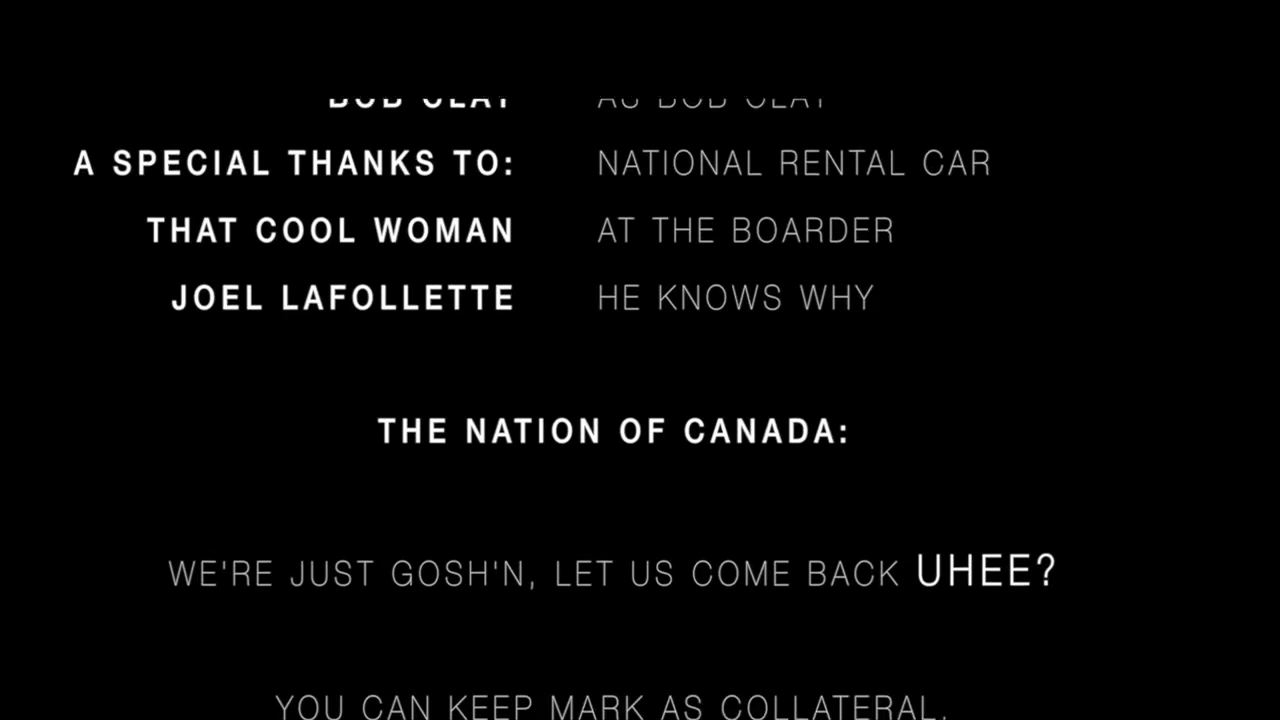 BOB CLAY AS BOB CLAY
A SPECIAL THANKS TO: NATIONAL RENTAL CAR
THAT COOL WOMAN AT THE BOARDER
JOEL LAFOLLETTE HE KNOWS WHY
THE NATION OF CANADA:
WE'RE JUST GOSH'N, LET US COME BACK UHEE?
YOU CAN KEEP MARK AS COLLATERAL.